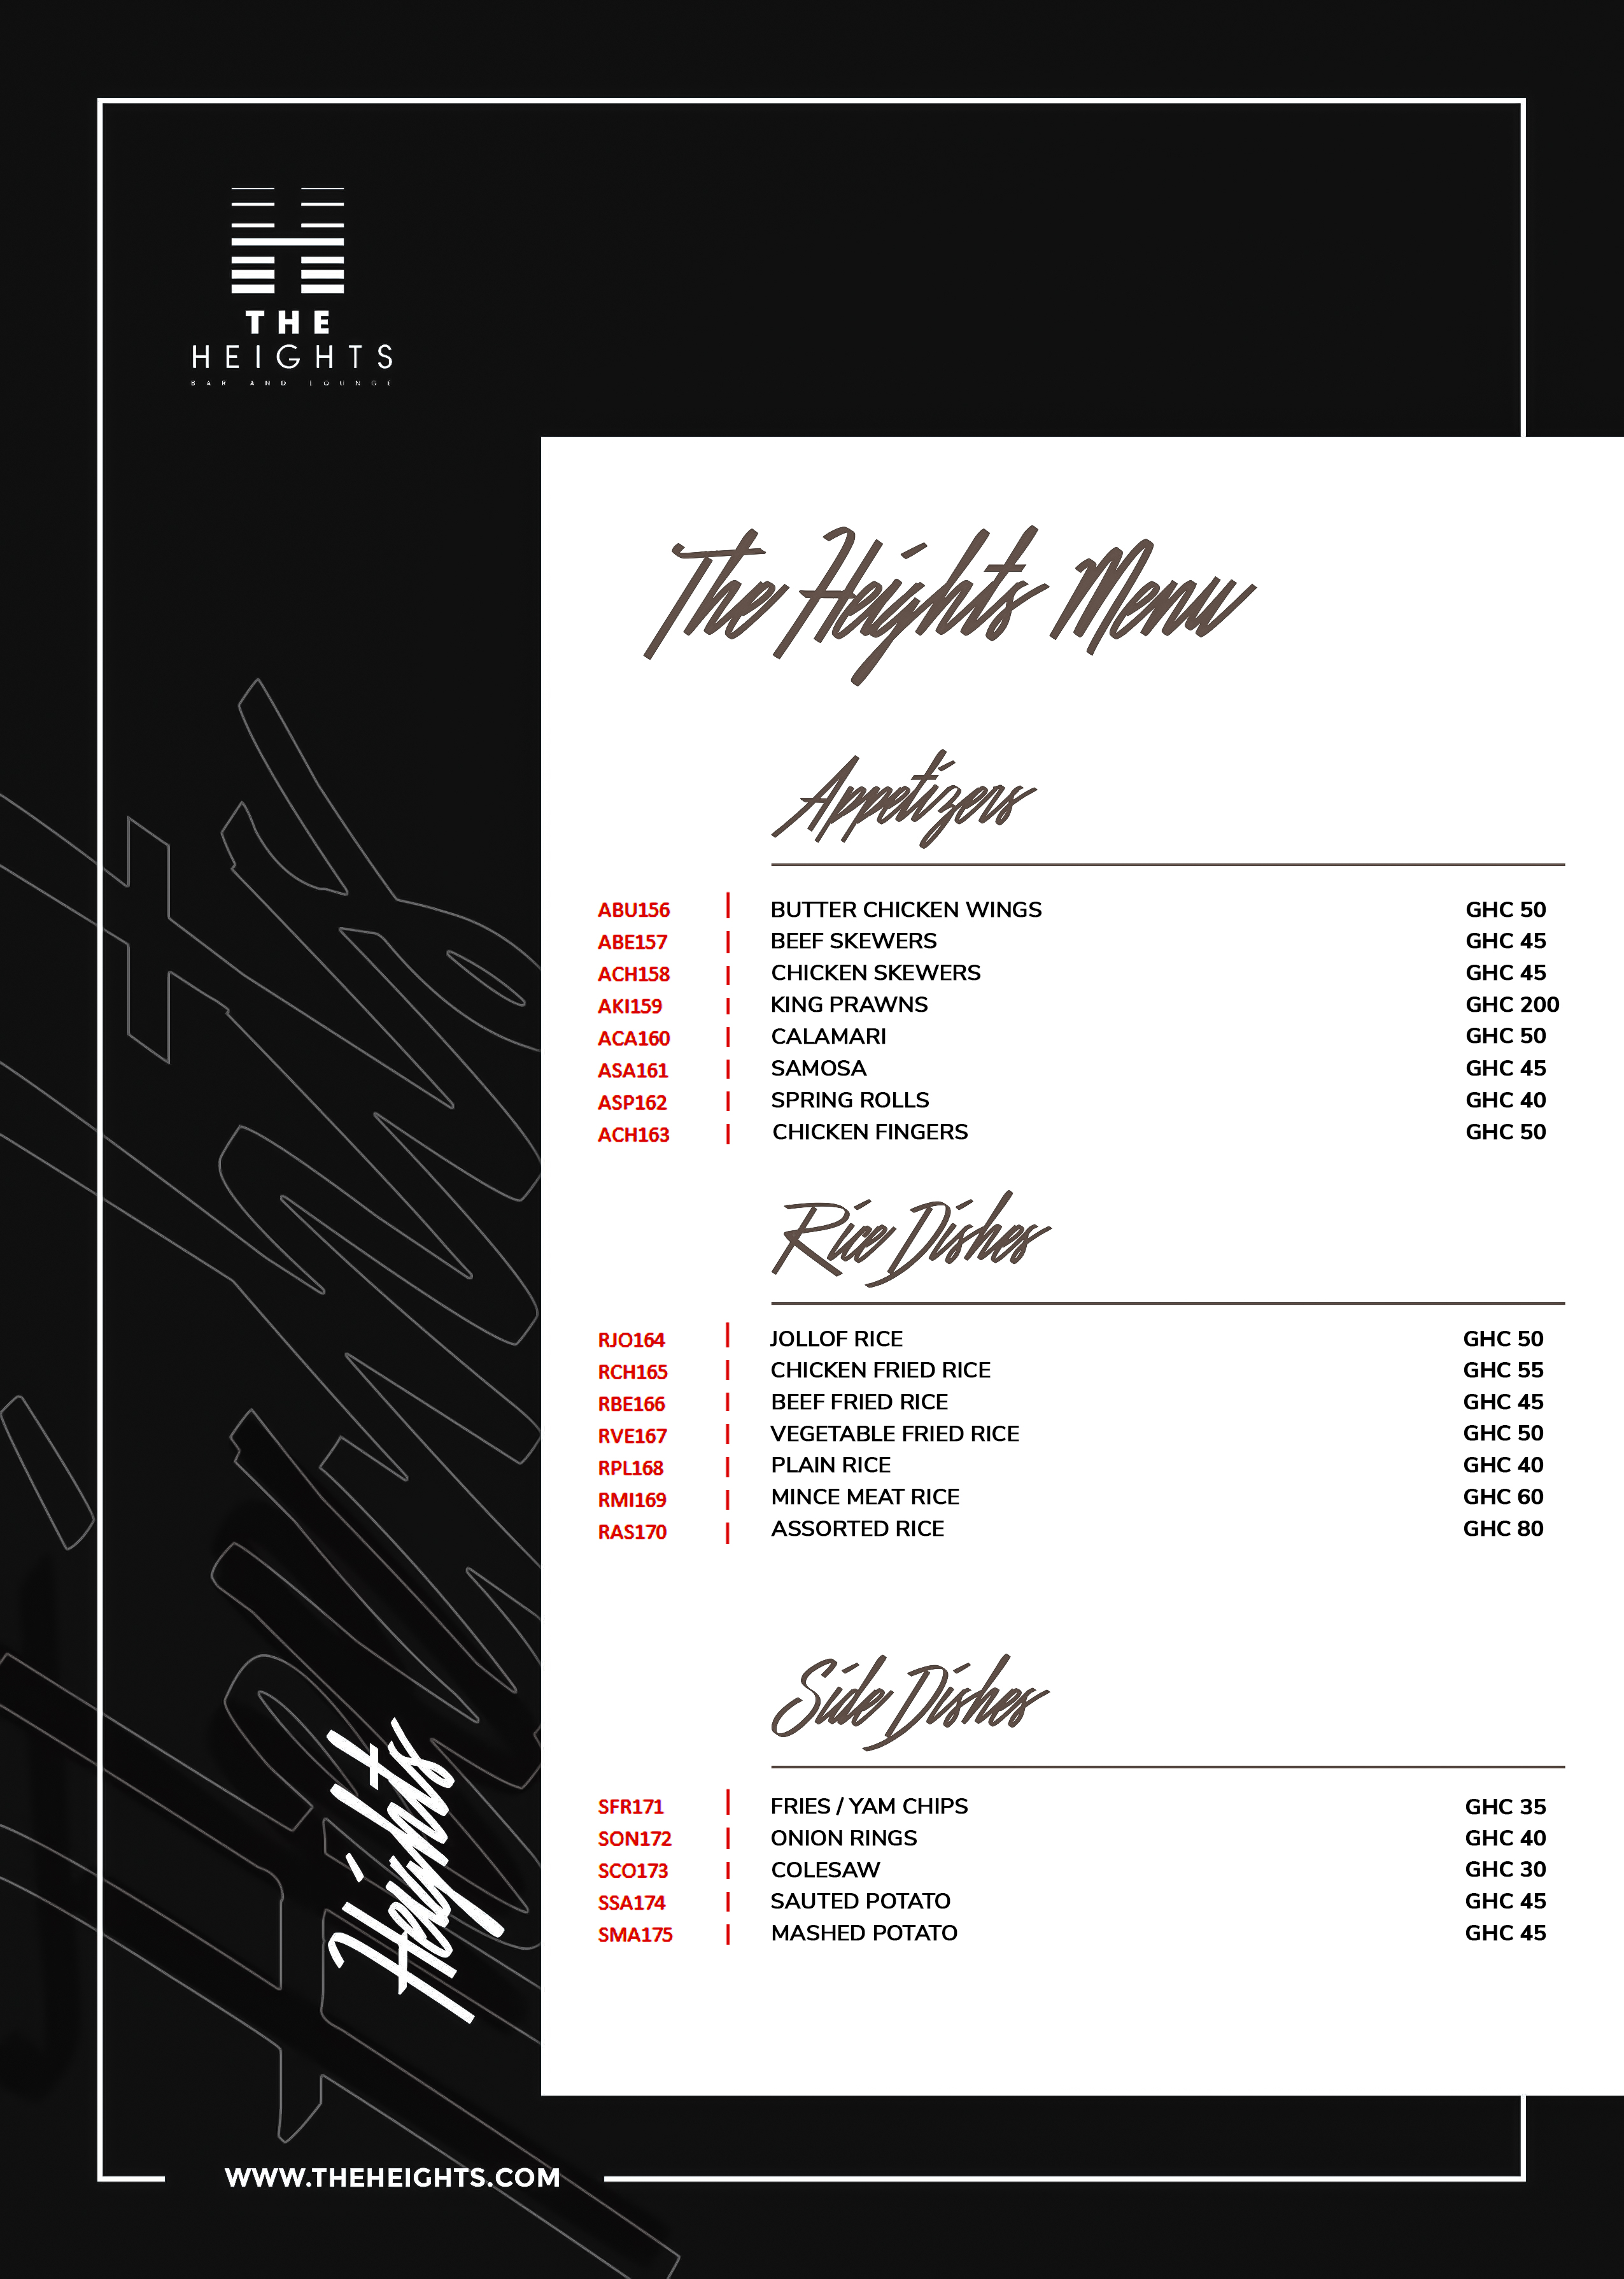 THE
HEIGHTS
BAR AND LOUNGE
The Heights Menu
Appetizers
ABU156 | BUTTER CHICKEN WINGS GHC 50
ABE157 | BEEF SKEWERS GHC 45
ACH158 | CHICKEN SKEWERS GHC 45
AKI159 | KING PRAWNS GHC 200
ACA160 | CALAMARI GHC 50
ASA161 | SAMOSA GHC 45
ASP162 | SPRING ROLLS GHC 40
ACH163 | CHICKEN FINGERS GHC 50
Rice Dishes
RJO164 | JOLLOF RICE GHC 50
RCH165 | CHICKEN FRIED RICE GHC 55
RBE166 | BEEF FRIED RICE GHC 45
RVE167 | VEGETABLE FRIED RICE GHC 50
RPL168 | PLAIN RICE GHC 40
RMI169 | MINCE MEAT RICE GHC 60
RAS170 | ASSORTED RICE GHC 80
Side Dishes
SFR171 | FRIES / YAM CHIPS GHC 35
SON172 | ONION RINGS GHC 40
SCO173 | COLESAW GHC 30
SSA174 | SAUTED POTATO GHC 45
SMA175 | MASHED POTATO GHC 45
Heights
Heights
WWW.THEHEIGHTS.COM